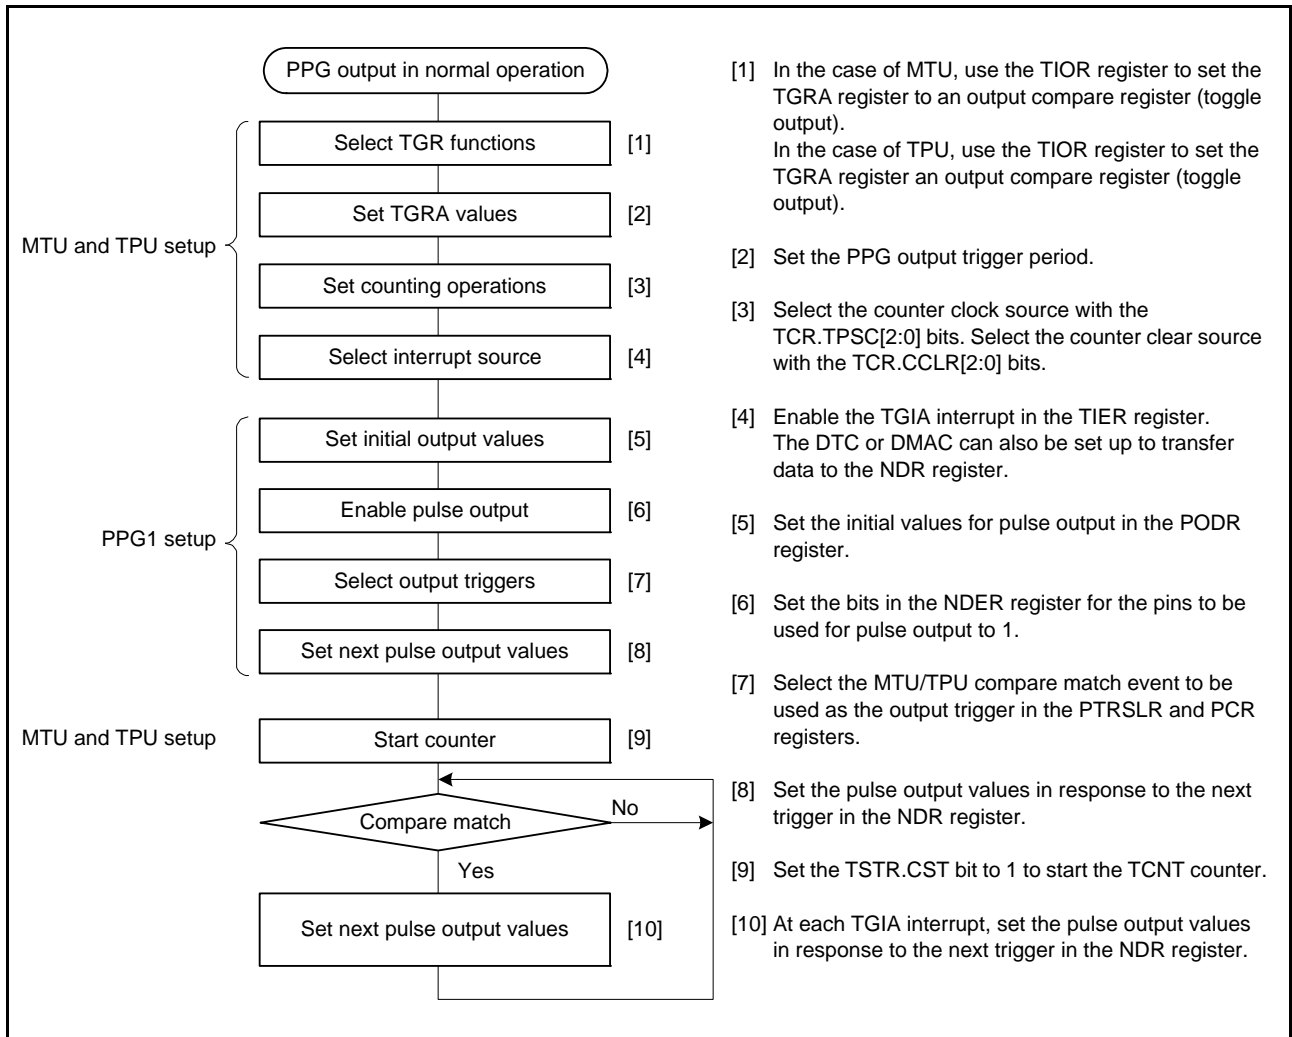 PPG output in normal operation
Select TGR functions
[1]
Set TGRA values
[2]
MTU and TPU setup
Set counting operations
[3]
Select interrupt source
[4]
Set initial output values
[5]
Enable pulse output
[6]
PPG1 setup
Select output triggers
[7]
Set next pulse output values
[8]
MTU and TPU setup
Start counter
[9]
Compare match
No
Yes
Set next pulse output values
[10]
[1] In the case of MTU, use the TIOR register to set the
TGRA register to an output compare register (toggle
output).
In the case of TPU, use the TIOR register to set the
TGRA register an output compare register (toggle
output).
[2] Set the PPG output trigger period.
[3] Select the counter clock source with the
TCR.TPSC[2:0] bits. Select the counter clear source
with the TCR.CCLR[2:0] bits.
[4] Enable the TGIA interrupt in the TIER register.
The DTC or DMAC can also be set up to transfer
data to the NDR register.
[5] Set the initial values for pulse output in the PODR
register.
[6] Set the bits in the NDER register for the pins to be
used for pulse output to 1.
[7] Select the MTU/TPU compare match event to be
used as the output trigger in the PTRSLR and PCR
registers.
[8] Set the pulse output values in response to the next
trigger in the NDR register.
[9] Set the TSTR.CST bit to 1 to start the TCNT counter.
[10] At each TGIA interrupt, set the pulse output values
in response to the next trigger in the NDR register.